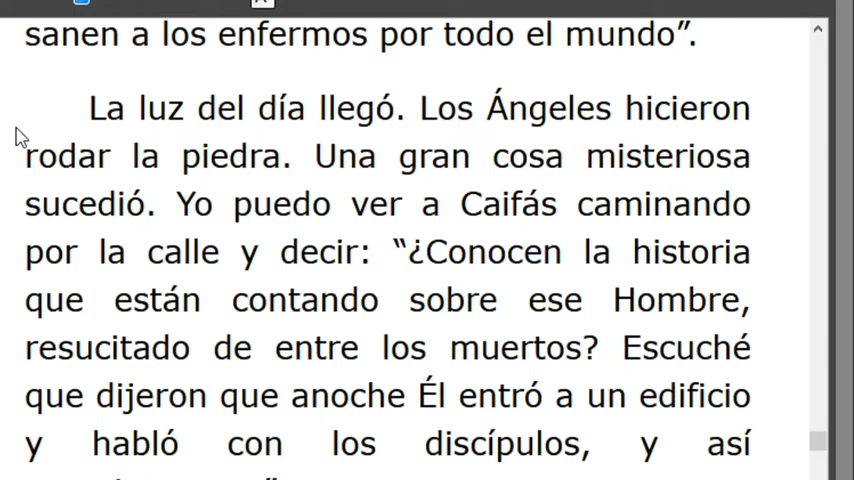 sanen a los enfermos por todo el mundo”.
La luz del día llegó. Los Ángeles hicieron
rodar la piedra. Una gran cosa misteriosa
sucedió. Yo puedo ver a Caifás caminando
por la calle y decir: “¿Conocen la historia
que están contando sobre ese Hombre,
resucitado de entre los muertos? Escuché
que dijeron que anoche Él entró a un edificio
y habló con los discípulos, y así